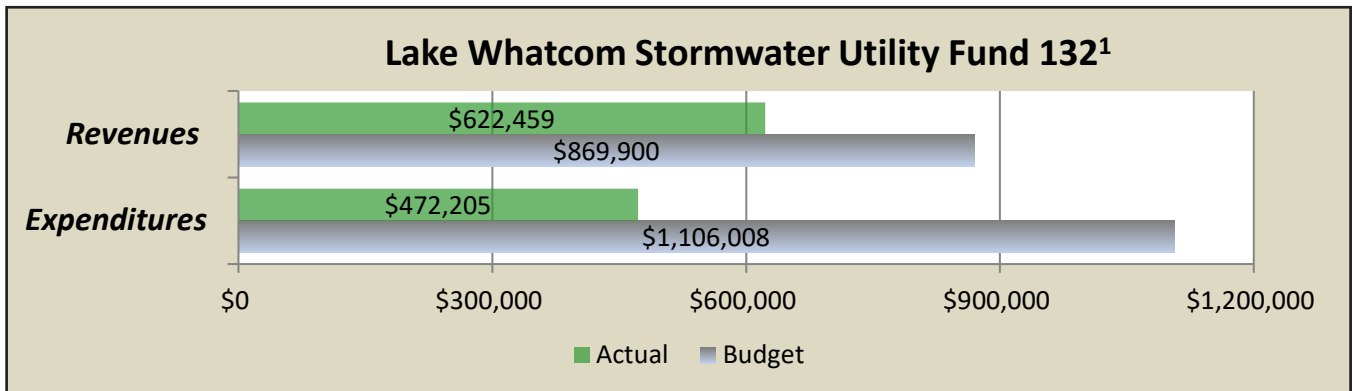 Lake Whatcom Stormwater Utility Fund 132¹
Revenues
$622,459
$869,900
Expenditures
$472,205
$1,106,008
$0 $300,000 $600,000 $900,000 $1,200,000
Actual Budget